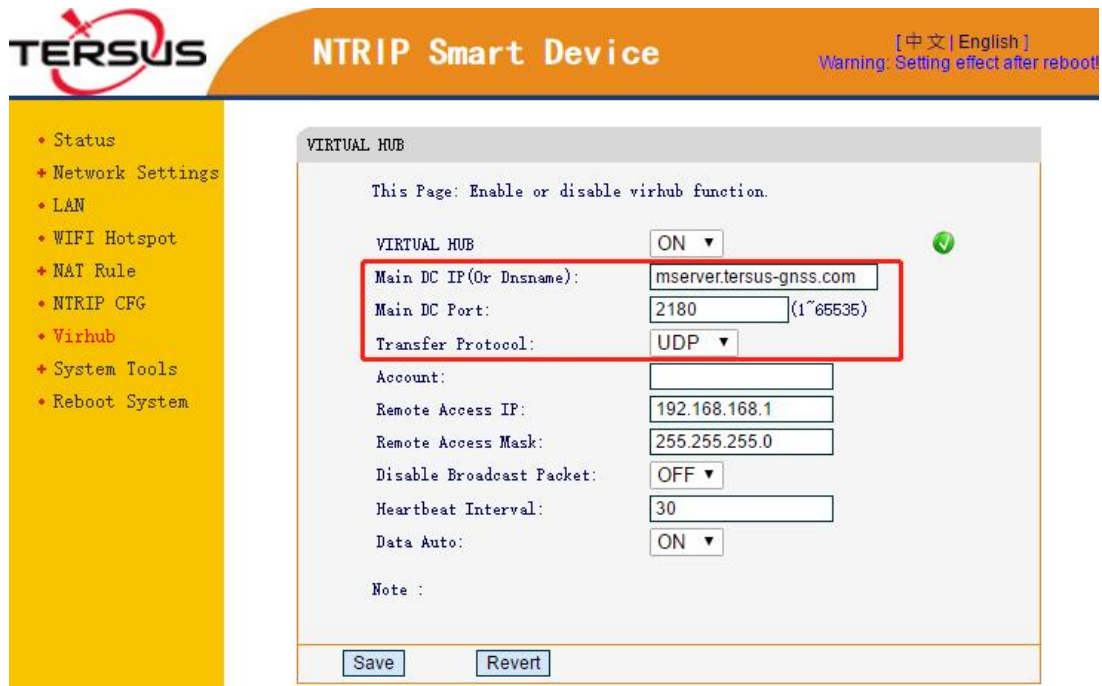 TERSUS
NTRIP Smart Device
[ 中文 | English ]
Warning: Setting effect after reboot!
Status
Network Settings
LAN
WIFI Hotspot
NAT Rule
NTRIP CFG
Virhub
System Tools
Reboot System
VIRTUAL HUB
This Page: Enable or disable virhub function.
VIRTUAL HUB ON
Main DC IP(Or Dnsname): mserver.tersus-gnss.com
Main DC Port: 2180 (1~65535)
Transfer Protocol: UDP
Account:
Remote Access IP: 192.168.168.1
Remote Access Mask: 255.255.255.0
Disable Broadcast Packet: OFF
Heartbeat Interval: 30
Data Auto: ON
Note :
Save Revert